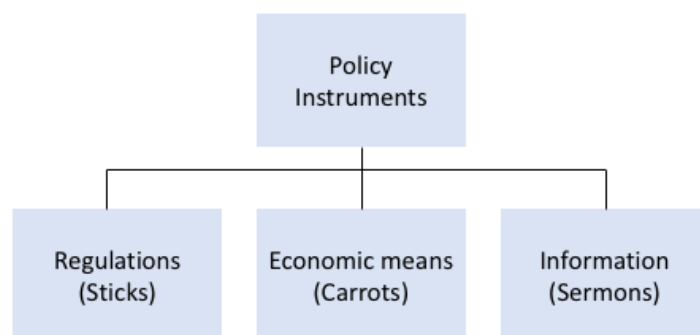 Policy
Instruments
Regulations
(Sticks)
Economic means
(Carrots)
Information
(Sermons)